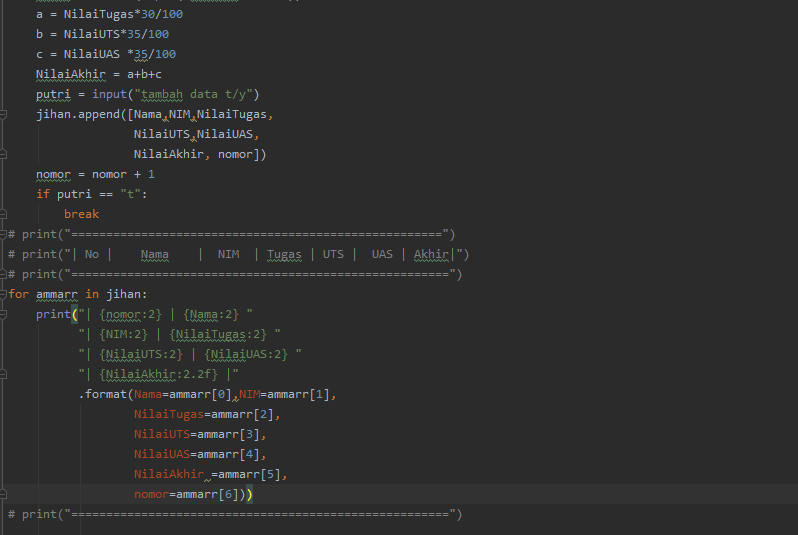 a = NilaiTugas*30/100
b = NilaiUTS*35/100
c = NilaiUAS *35/100
NilaiAkhir = a+b+c
putri = input("tambah data t/y")
jihan.append([Nama,NIM,NilaiTugas,
NilaiUTS,NilaiUAS,
NilaiAkhir, nomor])
nomor = nomor + 1
if putri == "t":
break
# print("=====================================================")
# print("| No |    Nama    |  NIM  | Tugas | UTS |  UAS | Akhir|")
# print("======================================================")
for ammarr in jihan:
print("| {nomor:2} | {Nama:2} "
"| {NIM:2} | {NilaiTugas:2} "
"| {NilaiUTS:2} | {NilaiUAS:2} "
"| {NilaiAkhir:2.2f} |"
.format(Nama=ammarr[0],NIM=ammarr[1],
NilaiTugas=ammarr[2],
NilaiUTS=ammarr[3],
NilaiUAS=ammarr[4],
NilaiAkhir =ammarr[5],
nomor=ammarr[6]))
# print("======================================================")